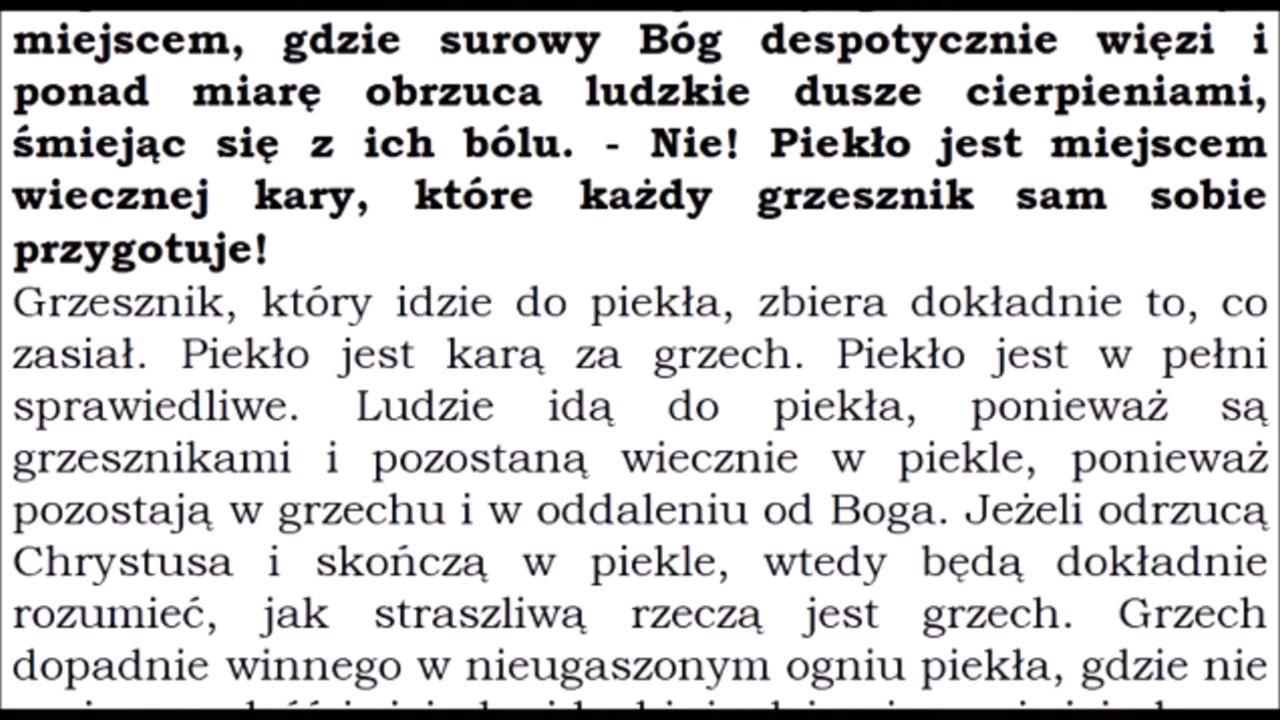 miejscem, gdzie surowy Bóg despotycznie więzi i
ponad miarę obrzuca ludzkie dusze cierpieniami,
śmiejąc się z ich bólu. - Nie! Piekło jest miejscem
wiecznej kary, które każdy grzesznik sam sobie
przygotuje!
Grzesznik, który idzie do piekła, zbiera dokładnie to, co
zasiał. Piekło jest karą za grzech. Piekło jest w pełni
sprawiedliwe. Ludzie idą do piekła, ponieważ są
grzesznikami i pozostaną wiecznie w piekle, ponieważ
pozostają w grzechu i w oddaleniu od Boga. Jeżeli odrzucą
Chrystusa i skończą w piekle, wtedy będą dokładnie
rozumieć, jak straszliwą rzeczą jest grzech. Grzech
dopadnie winnego w nieugaszonym ogniu piekła, gdzie nie